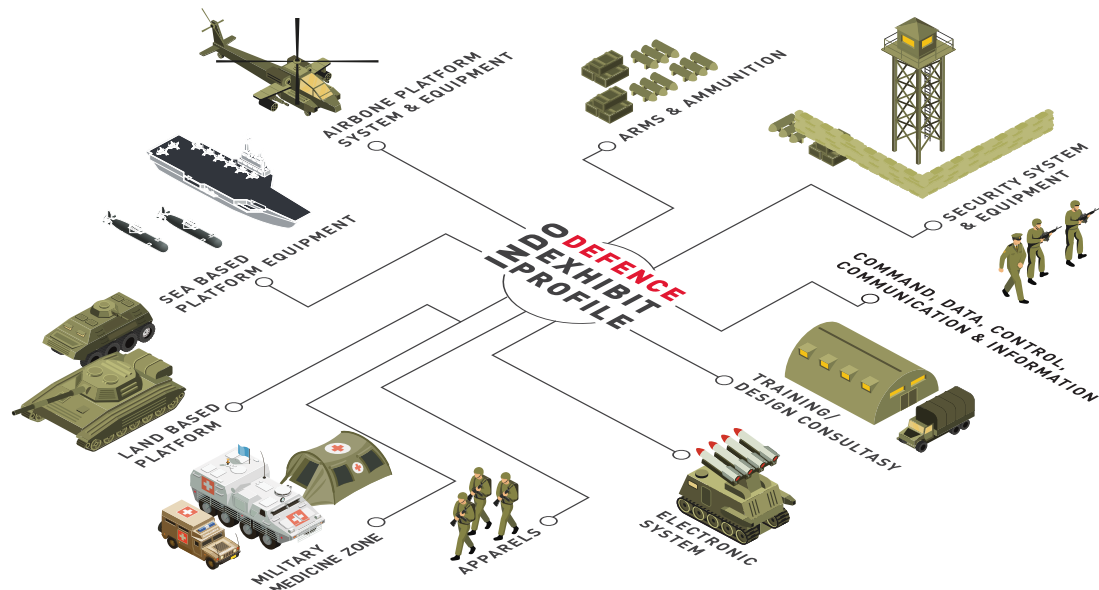 AIRBONE PLATFORM
SYSTEM & EQUIPMENT
ARMS & AMMUNITION
SECURITY SYSTEM
& EQUIPMENT
SEA BASED
PLATFORM EQUIPMENT
INDO DEFENCE
EXHIBIT
PROFILE
COMMAND, DATA, CONTROL,
COMMUNICATION & INFORMATION
LAND BASED
PLATFORM
TRAINING/
DESIGN CONSULTASY
MILITARY
MEDICINE ZONE
APPARELS
ELECTRONIC
SYSTEM